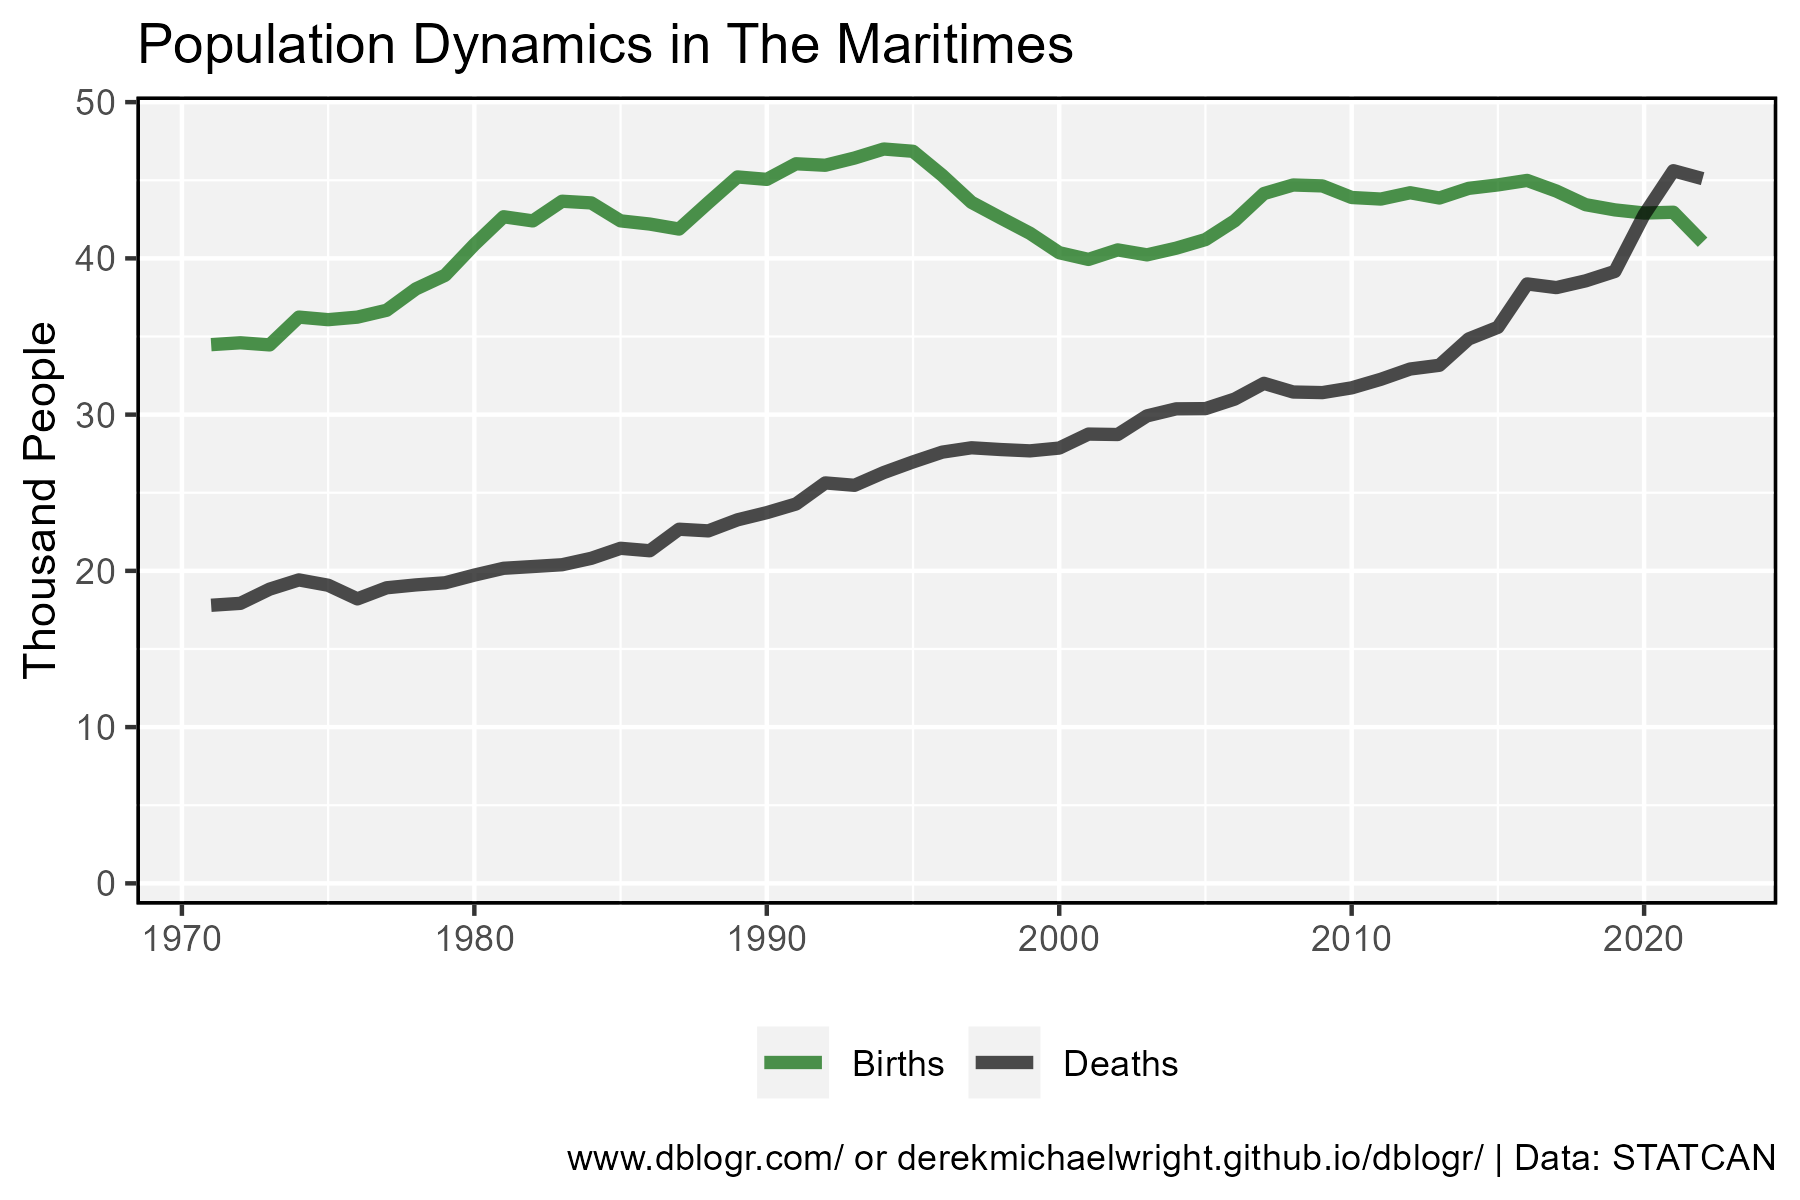 Population Dynamics in The Maritimes
50
40
30
20
10
0
Thousand People
1970 1980 1990 2000 2010 2020
Births Deaths
www.dblogr.com/ or derekmichaelwright.github.io/dblogr/ | Data: STATCAN